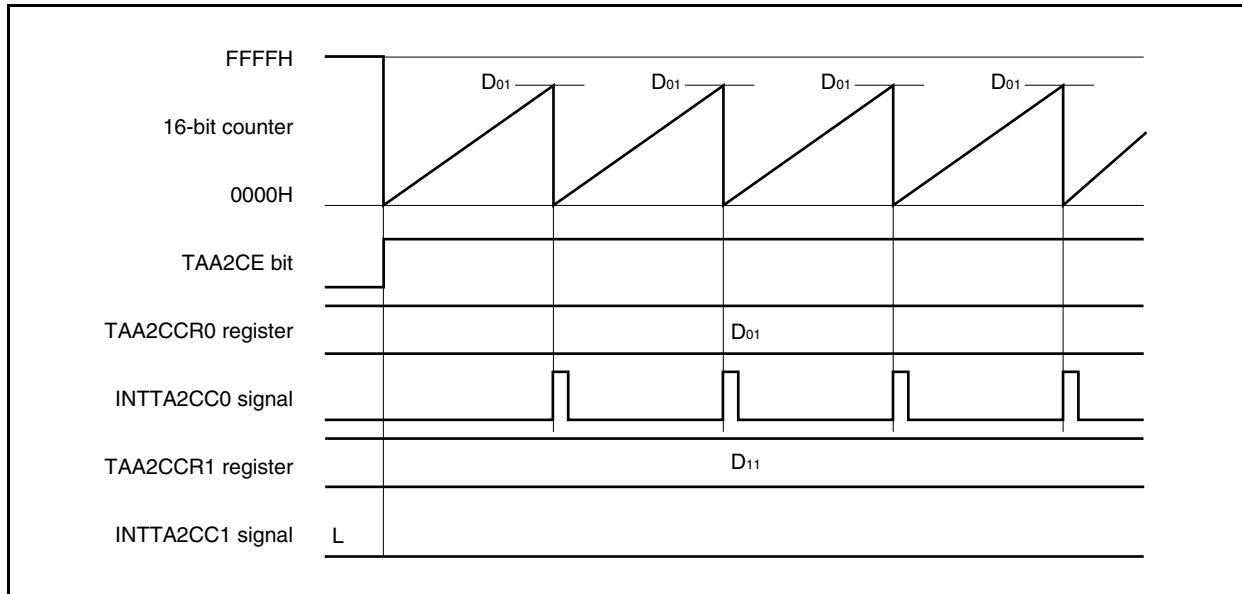 FFFFH
D01 D01 D01 D01
16-bit counter
0000H
TAA2CE bit
TAA2CCR0 register D01
INTTA2CC0 signal
TAA2CCR1 register D11
INTTA2CC1 signal L